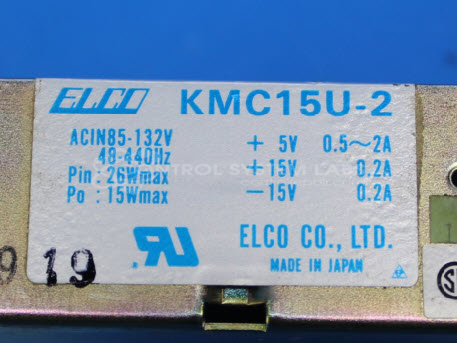 ELCO KMC15U-2
ACIN85-132V + 5V 0.5~2A
48-440Hz + 15V 0.2A
Pin : 26Wmax - 15V 0.2A
Po : 15Wmax
ELCO CO., LTD.
MADE IN JAPAN
9 19